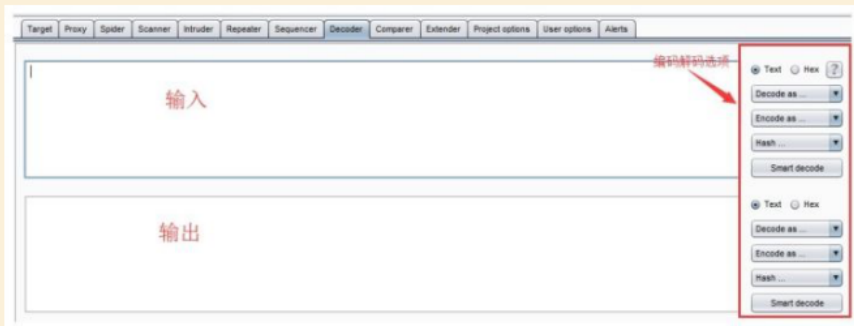 Target Proxy Spider Scanner Intruder Repeater Sequencer Decoder Comparer Extender Project options User options Alerts
编码解码选项
Text Hex ?
输入
Decode as ...
Encode as ...
Hash ...
Smart decode
Text Hex
输出
Decode as ...
Encode as ...
Hash ...
Smart decode